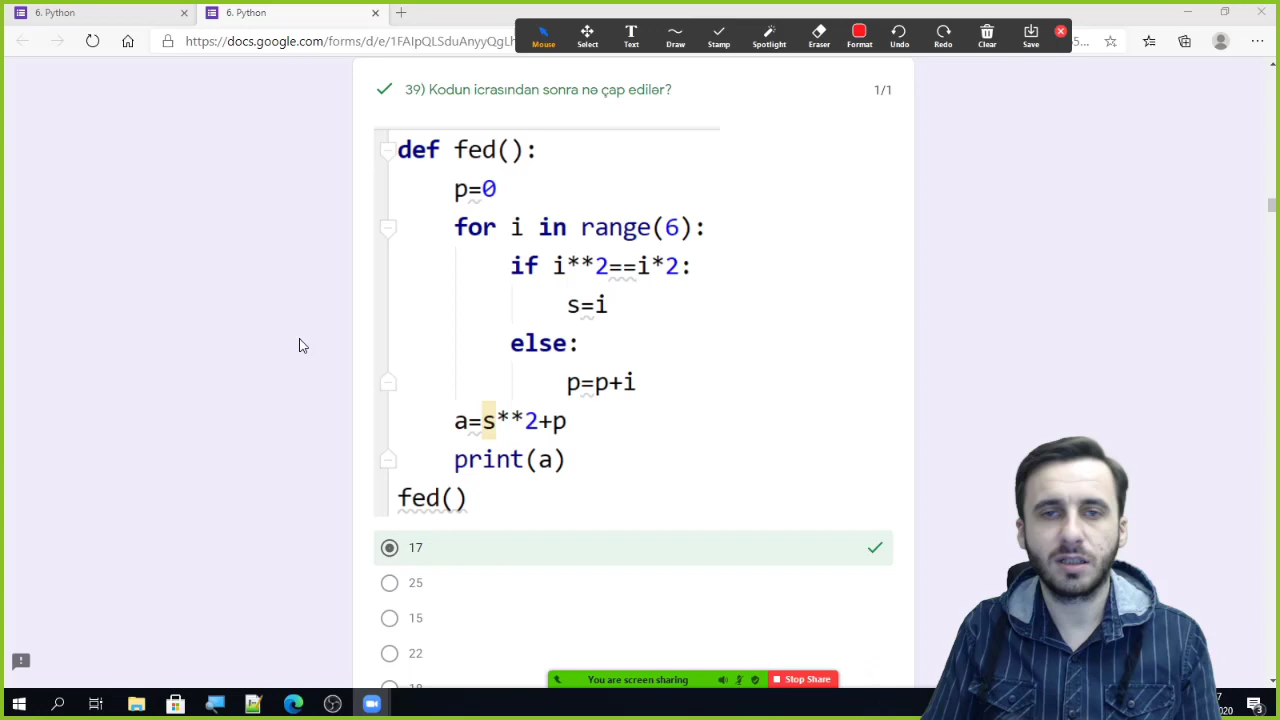 6. Python
6. Python
https://docs.google.com/forms/d/e/1FAIpQLSduAnyyQgLh
5...
Mouse
Select
Text
Draw
Stamp
Spotlight
Eraser
Format
Undo
Redo
Clear
Save
39) Kodun icrasından sonra nə çap edilər?
1/1
def fed():
p=0
for i in range(6):
if i**2==i*2:
s=i
else:
p=p+i
a=s**2+p
print(a)
fed()
17
25
15
22
You are screen sharing
Stop Share